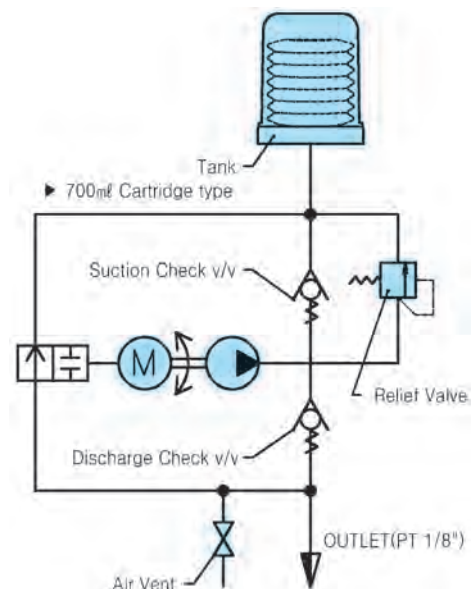 Tank
▶ 700㎖ Cartridge type
Suction Check v/v
M
Relief Valve
Discharge Check v/v
OUTLET(PT 1/8")
Air Vent